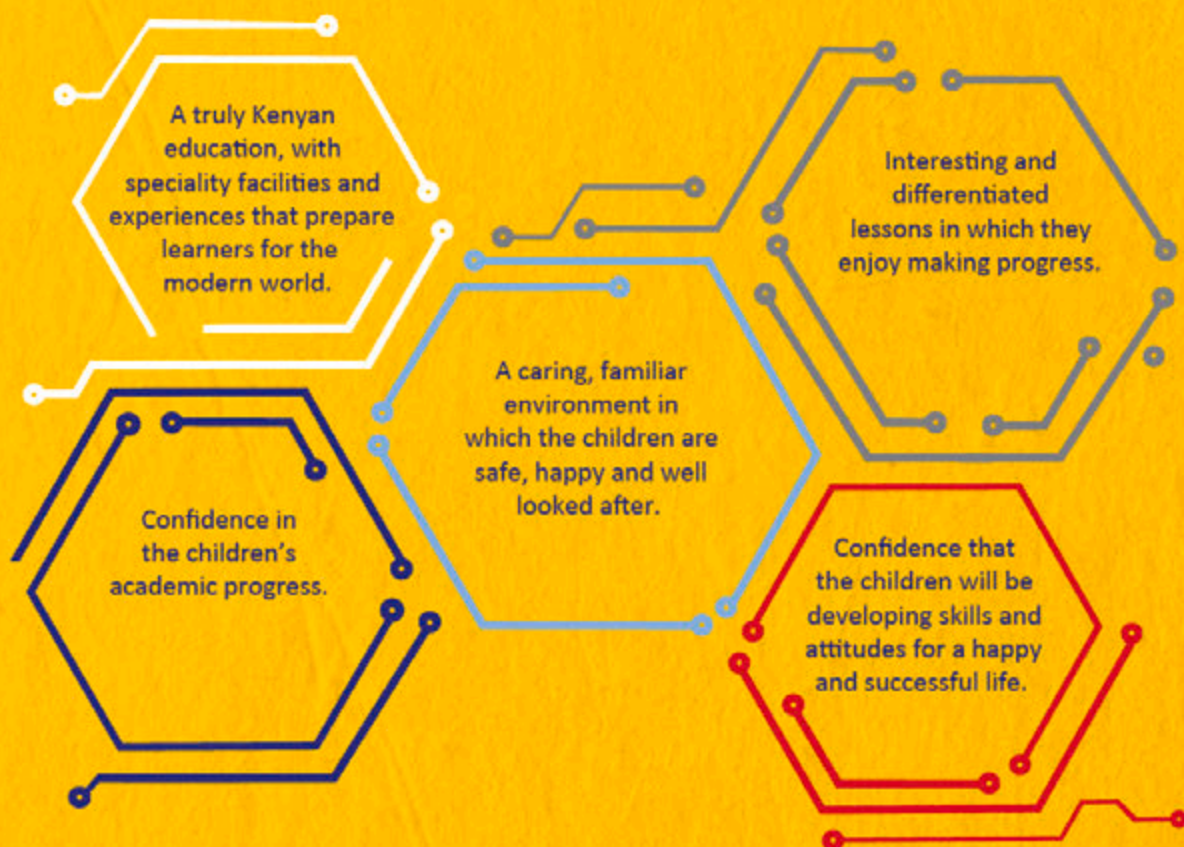 A truly Kenyan
education, with
speciality facilities and
experiences that prepare
learners for the
modern world.
Interesting and
differentiated
lessons in which they
enjoy making progress.
A caring, familiar
environment in
which the children are
safe, happy and well
looked after.
Confidence in
the children's
academic progress.
Confidence that
the children will be
developing skills and
attitudes for a happy
and successful life.